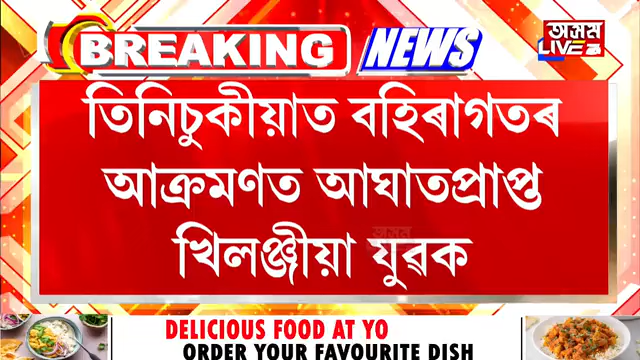 BREAKING NEWS
অসম
LIVE 24
তিনিচুকীয়াত বহিৰাগতৰ
আক্ৰমণত আঘাতপ্ৰাপ্ত
খিলঞ্জীয়া যুৱক
DELICIOUS FOOD AT YO
ORDER YOUR FAVOURITE DISH